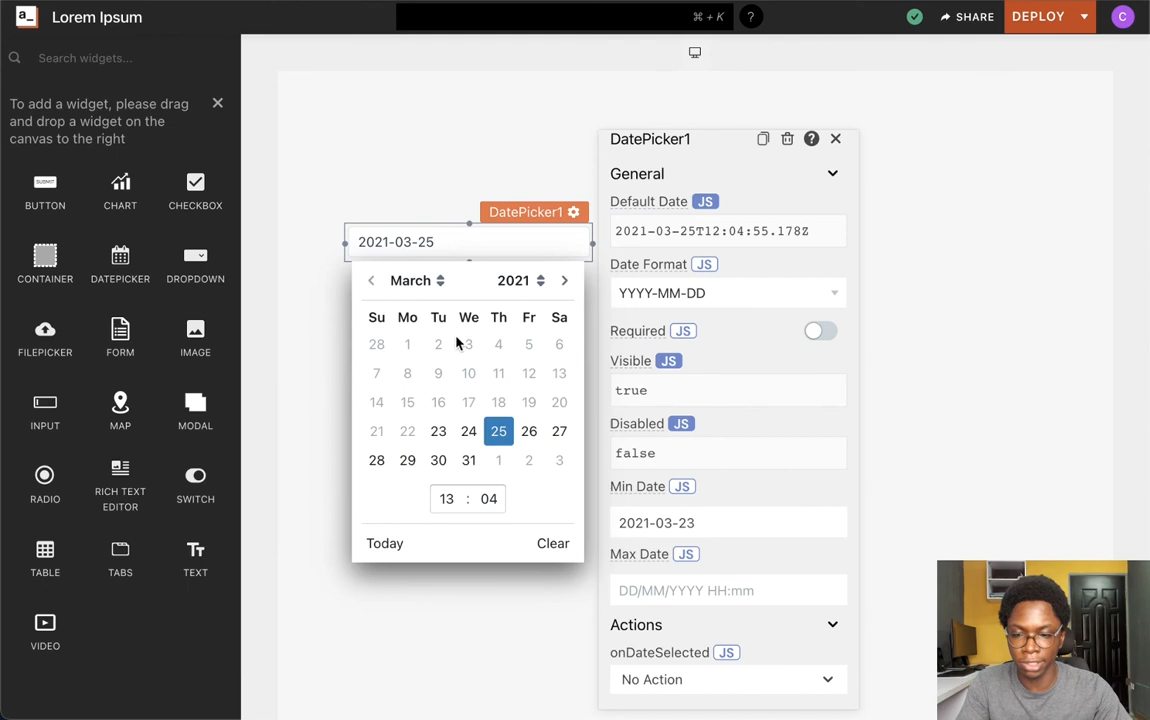 a_
Lorem Ipsum
⌘ + K
?
SHARE
DEPLOY
C
Search widgets...
To add a widget, please drag
and drop a widget on the
canvas to the right
SUBMIT
BUTTON
CHART
CHECKBOX
CONTAINER
DATEPICKER
DROPDOWN
FILEPICKER
FORM
IMAGE
INPUT
MAP
MODAL
RADIO
RICH TEXT
EDITOR
SWITCH
TABLE
TABS
TEXT
VIDEO
DatePicker1
2021-03-25
March
2021
Su Mo Tu We Th Fr Sa
28 1 2 3 4 5 6
7 8 9 10 11 12 13
14 15 16 17 18 19 20
21 22 23 24 25 26 27
28 29 30 31 1 2 3
13 : 04
Today
Clear
DatePicker1
?
General
Default Date JS
2021-03-25T12:04:55.178Z
Date Format JS
YYYY-MM-DD
Required JS
Visible JS
true
Disabled JS
false
Min Date JS
2021-03-23
Max Date JS
DD/MM/YYYY HH:mm
Actions
onDateSelected JS
No Action